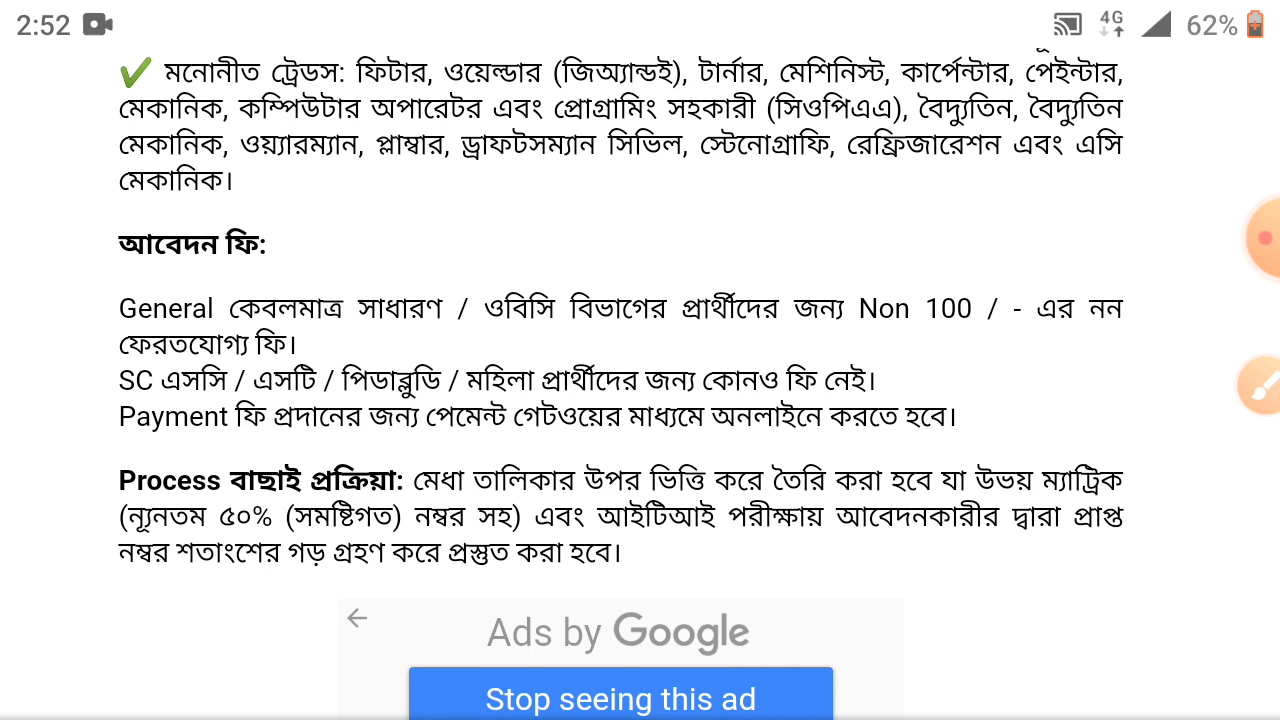 2:52 4G 62%
✔ মনোনীত ট্রেডস: ফিটার, ওয়েল্ডার (জিঅ্যান্ডই), টার্নার, মেশিনিস্ট, কার্পেন্টার, পেইন্টার,
মেকানিক, কম্পিউটার অপারেটর এবং প্রোগ্রামিং সহকারী (সিওপিএএ), বৈদ্যুতিন, বৈদ্যুতিন
মেকানিক, ওয়্যারম্যান, প্লাম্বার, ড্রাফটসম্যান সিভিল, স্টেনোগ্রাফি, রেফ্রিজারেশন এবং এসি
মেকানিক।
আবেদন ফি:
General কেবলমাত্র সাধারণ / ওবিসি বিভাগের প্রার্থীদের জন্য Non 100 / - এর নন
ফেরতযোগ্য ফি।
SC এসসি / এসটি / পিডাব্লুডি / মহিলা প্রার্থীদের জন্য কোনও ফি নেই।
Payment ফি প্রদানের জন্য পেমেন্ট গেটওয়ের মাধ্যমে অনলাইনে করতে হবে।
Process বাছাই প্রক্রিয়া: মেধা তালিকার উপর ভিত্তি করে তৈরি করা হবে যা উভয় ম্যাট্রিক
(ন্যূনতম ৫০% (সমষ্টিগত) নম্বর সহ) এবং আইটিআই পরীক্ষায় আবেদনকারীর দ্বারা প্রাপ্ত
নম্বর শতাংশের গড় গ্রহণ করে প্রস্তুত করা হবে।
Ads by Google
Stop seeing this ad